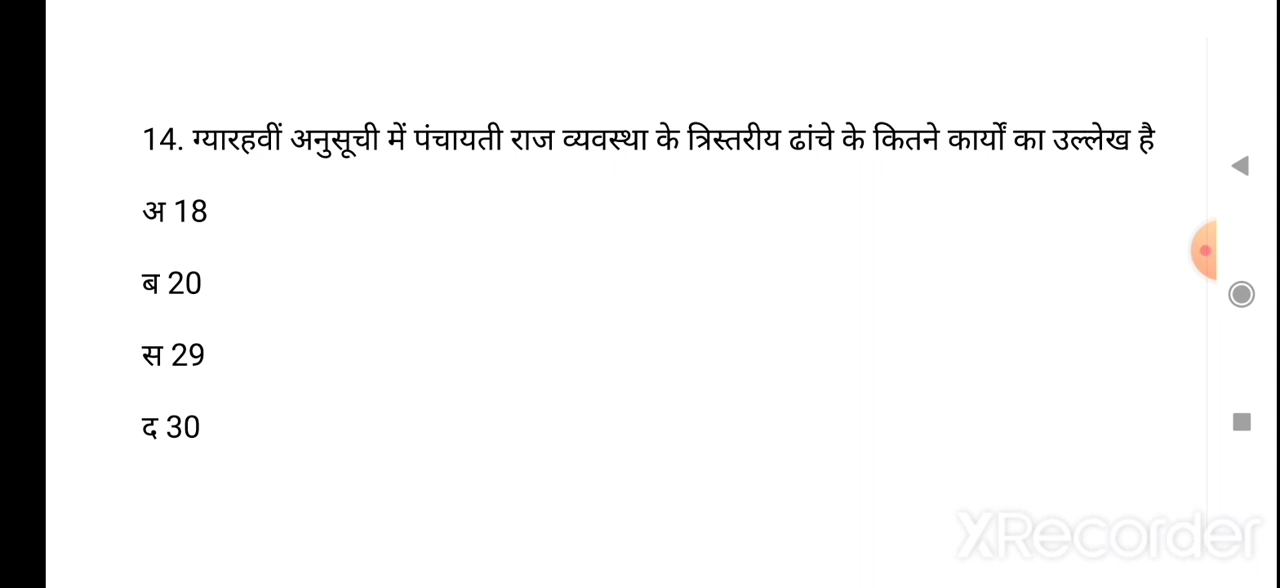 14. ग्यारहवीं अनुसूची में पंचायती राज व्यवस्था के त्रिस्तरीय ढांचे के कितने कार्यों का उल्लेख है
अ 18
ब 20
स 29
द 30
XRecorder